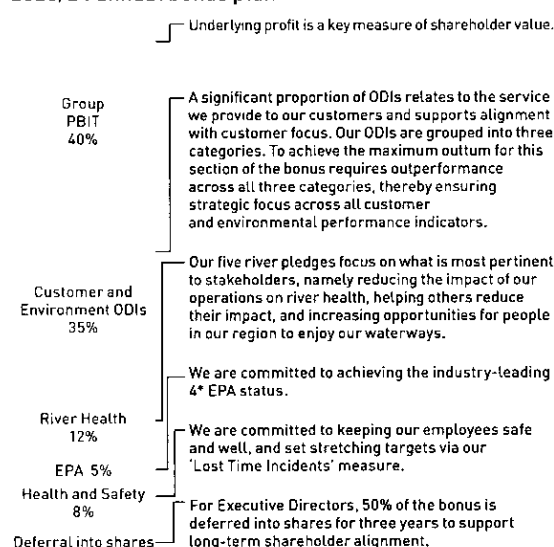 Underlying profit is a key measure of shareholder value.
Group
PBIT
40%
A significant proportion of ODIs relates to the service
we provide to our customers and supports alignment
with customer focus. Our ODIs are grouped into three
categories. To achieve the maximum outturn for this
section of the bonus requires outperformance
across all three categories, thereby ensuring
strategic focus across all customer
and environmental performance indicators.
Customer and
Environment ODIs
35%
Our five river pledges focus on what is most pertinent
to stakeholders, namely reducing the impact of our
operations on river health, helping others reduce
their impact, and increasing opportunities for people
in our region to enjoy our waterways.
River Health
12%
We are committed to achieving the industry-leading
4* EPA status.
EPA 5%
We are committed to keeping our employees safe
and well, and set stretching targets via our
'Lost Time Incidents' measure.
Health and Safety
8%
For Executive Directors, 50% of the bonus is
deferred into shares for three years to support
long-term shareholder alignment.
Deferral into shares